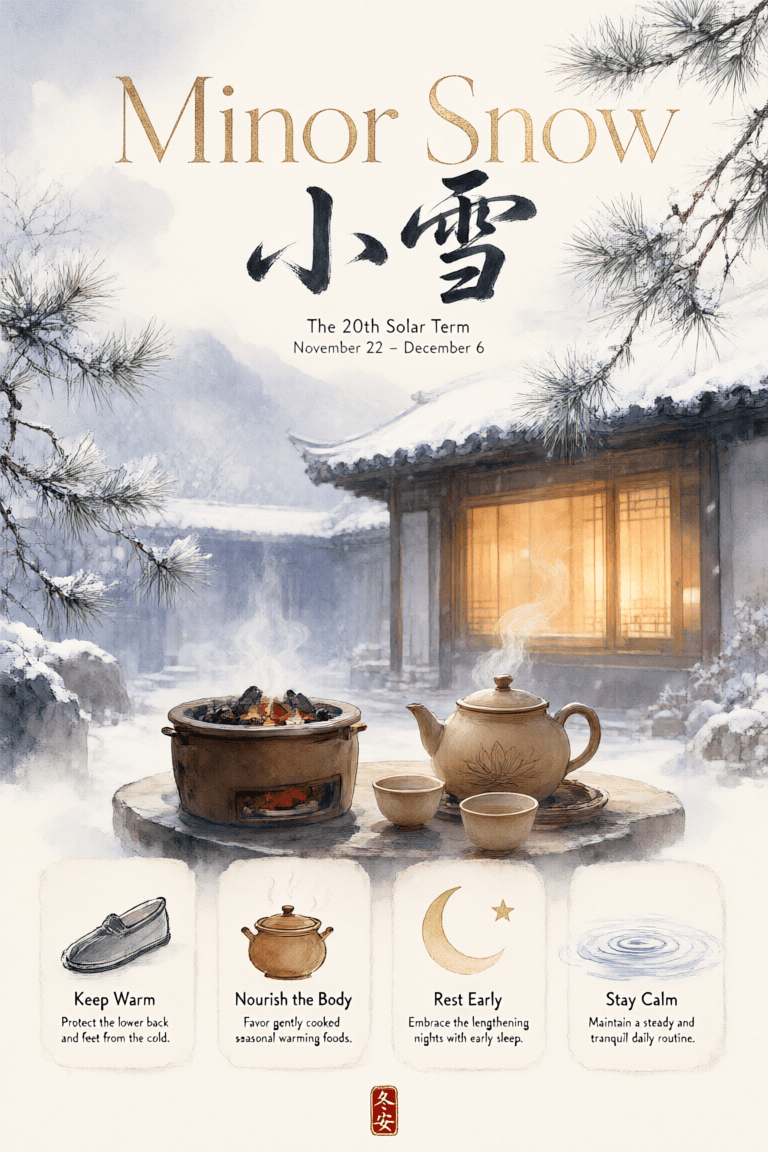 Minor Snow
小雪
The 20th Solar Term
November 22 – December 6
Keep Warm
Protect the lower back
and feet from the cold.
Nourish the Body
Favor gently cooked
seasonal warming foods.
Rest Early
Embrace the lengthening
nights with early sleep.
Stay Calm
Maintain a steady and
tranquil daily routine.
冬安